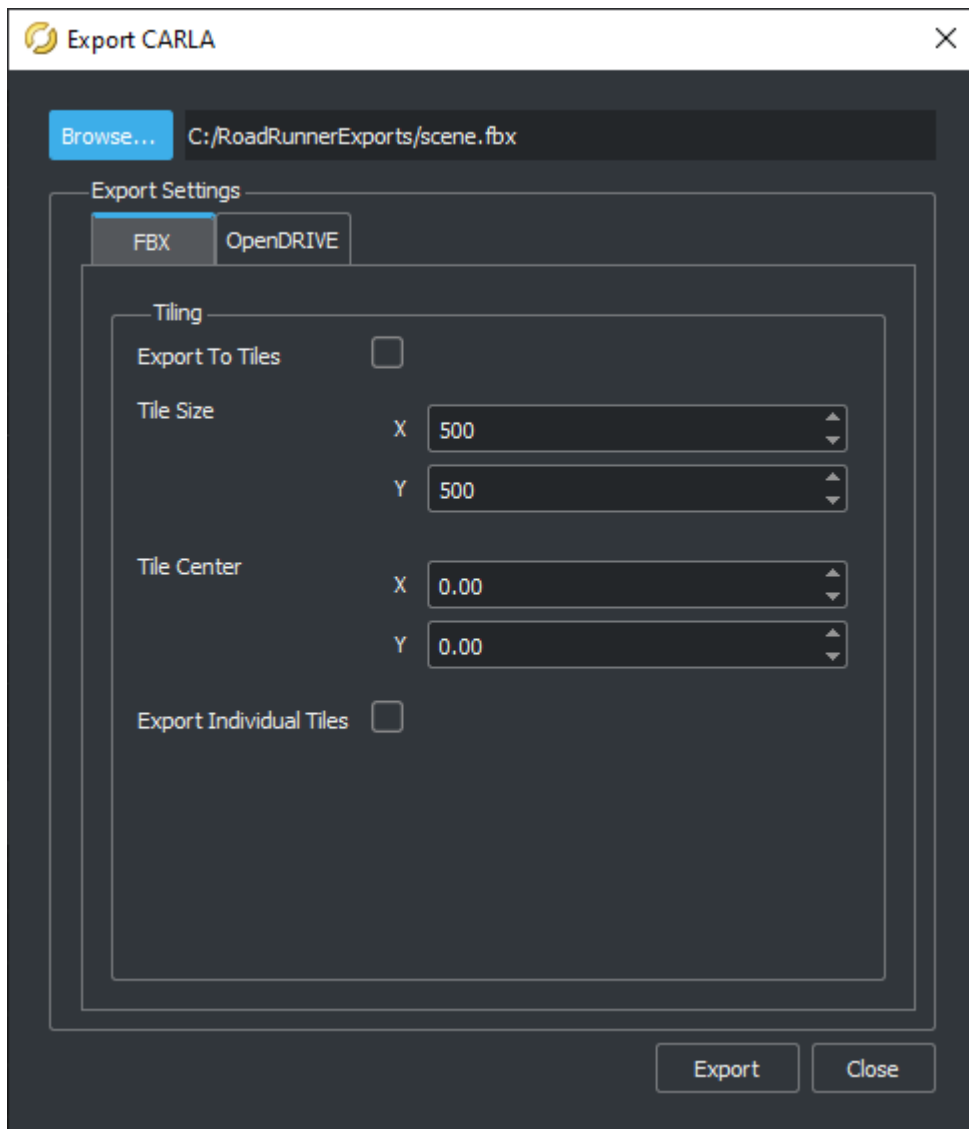 Export CARLA
Browse... C:/RoadRunnerExports/scene.fbx
Export Settings
FBX OpenDRIVE
Tiling
Export To Tiles
Tile Size
X 500
Y 500
Tile Center
X 0.00
Y 0.00
Export Individual Tiles
Export Close